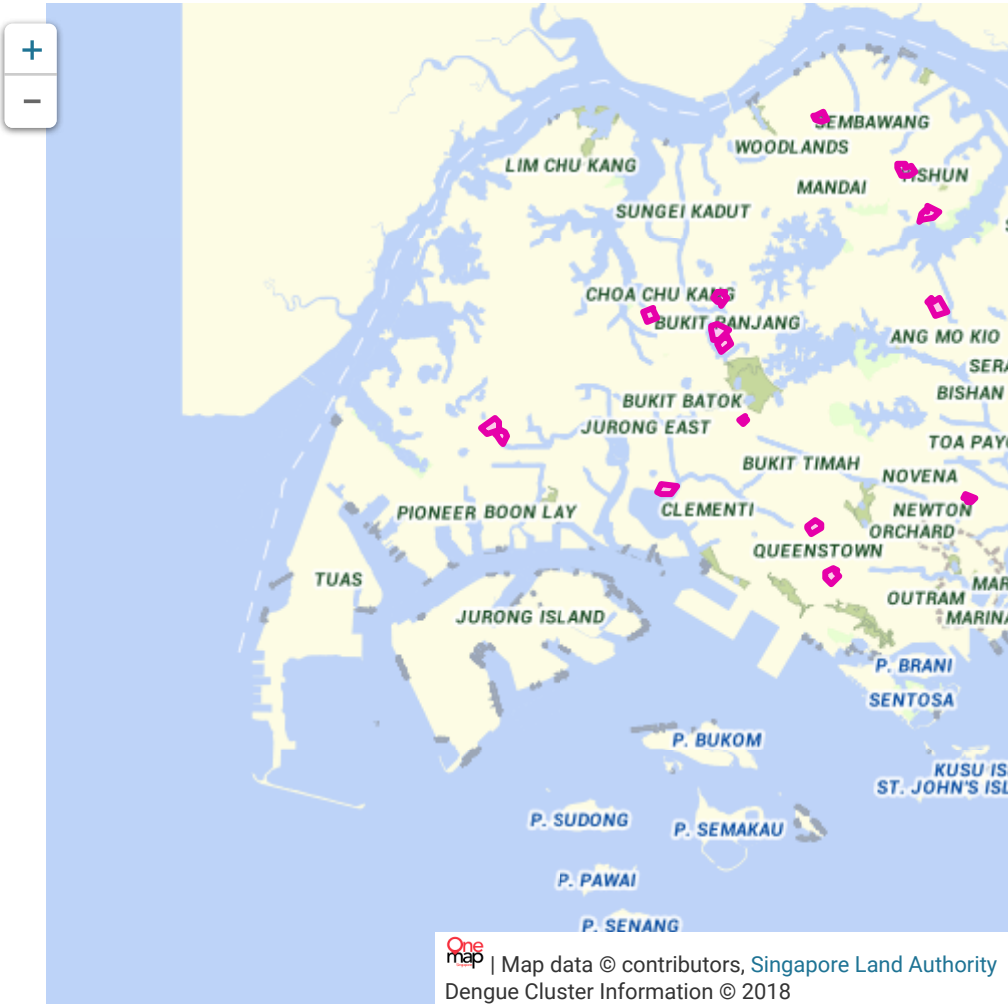 +
−
SEMBAWANG
WOODLANDS
LIM CHU KANG
YISHUN
MANDAI
SUNGEI KADUT
CHOA CHU KANG
BUKIT PANJANG
ANG MO KIO
SERA
BISHAN
BUKIT BATOK
JURONG EAST
TOA PAYO
BUKIT TIMAH
NOVENA
PIONEER BOON LAY
CLEMENTI
NEWTON
ORCHARD
QUEENSTOWN
TUAS
MAR
OUTRAM
JURONG ISLAND
MARINA
P. BRANI
SENTOSA
P. BUKOM
KUSU IS
ST. JOHN'S ISL
P. SUDONG
P. SEMAKAU
P. PAWAI
P. SENANG
One
map | Map data © contributors, Singapore Land Authority
Dengue Cluster Information © 2018